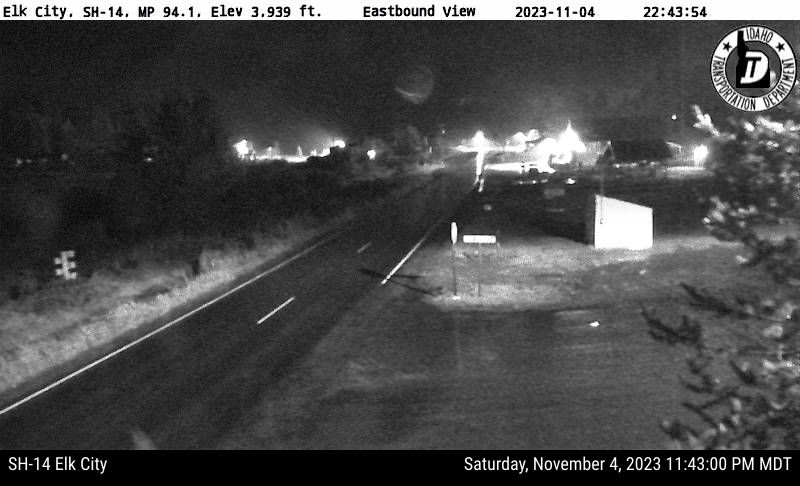 Elk City, SH-14, MP 94.1, Elev 3,939 ft. Eastbound View 2023-11-04 22:43:54
IDAHO
TRANSPORTATION DEPARTMENT
SH-14 Elk City Saturday, November 4, 2023 11:43:00 PM MDT